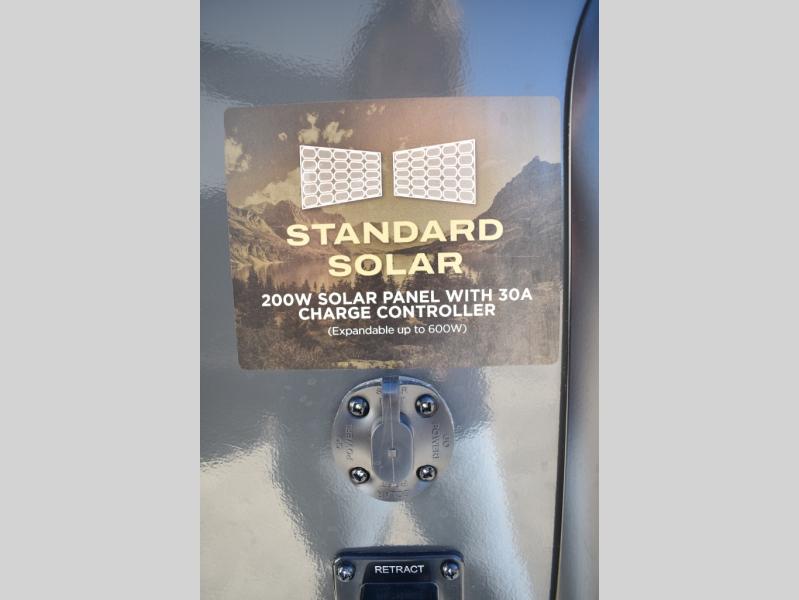 STANDARD
SOLAR
200W SOLAR PANEL WITH 30A
CHARGE CONTROLLER
(Expandable up to 600W)
RETRACT